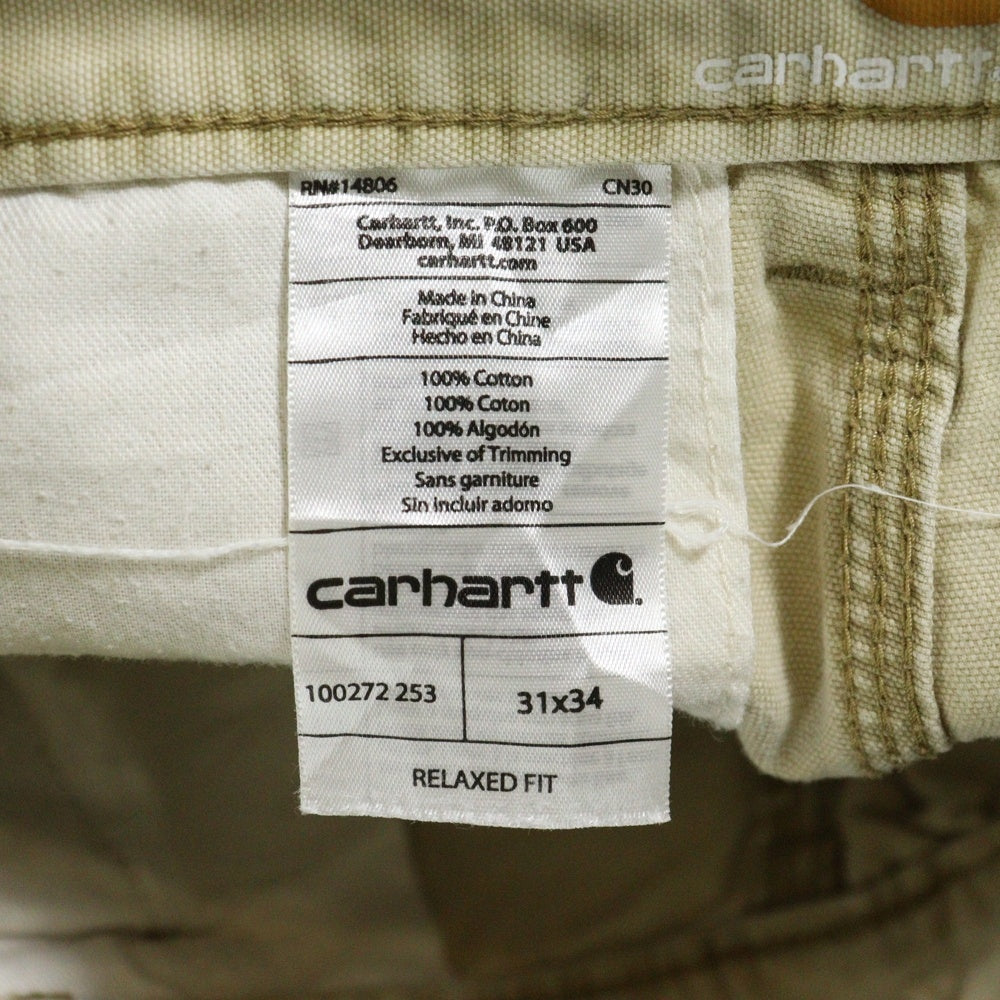 carhartt
RN#14806 CN30
Carhartt, Inc. P.O. Box 600
Dearborn, MI 48121 USA
carhartt.com
Made in China
Fabriqué en Chine
Hecho en China
100% Cotton
100% Coton
100% Algodón
Exclusive of Trimming
Sans garniture
Sin incluir adorno
carhartt
100272 253 31x34
RELAXED FIT